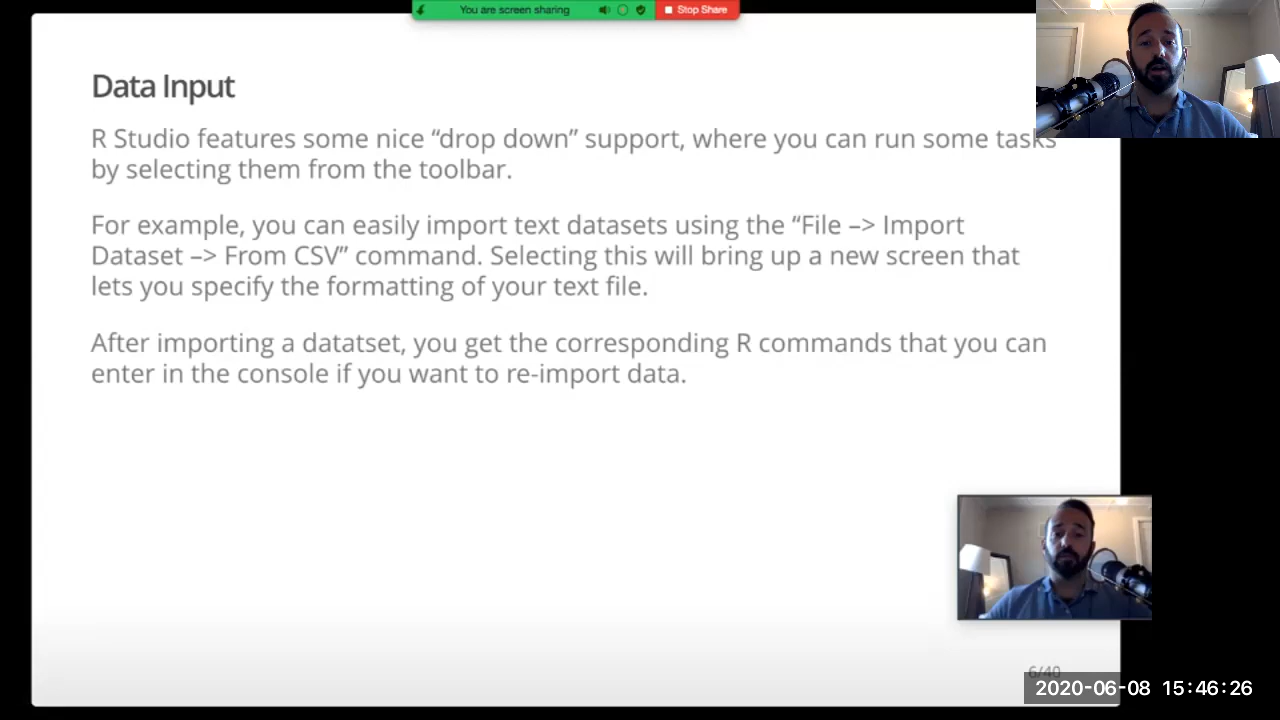 You are screen sharing Stop Share
Data Input
R Studio features some nice “drop down” support, where you can run some tasks
by selecting them from the toolbar.
For example, you can easily import text datasets using the “File –> Import
Dataset –> From CSV” command. Selecting this will bring up a new screen that
lets you specify the formatting of your text file.
After importing a datatset, you get the corresponding R commands that you can
enter in the console if you want to re-import data.
6/40
2020-06-08 15:46:26